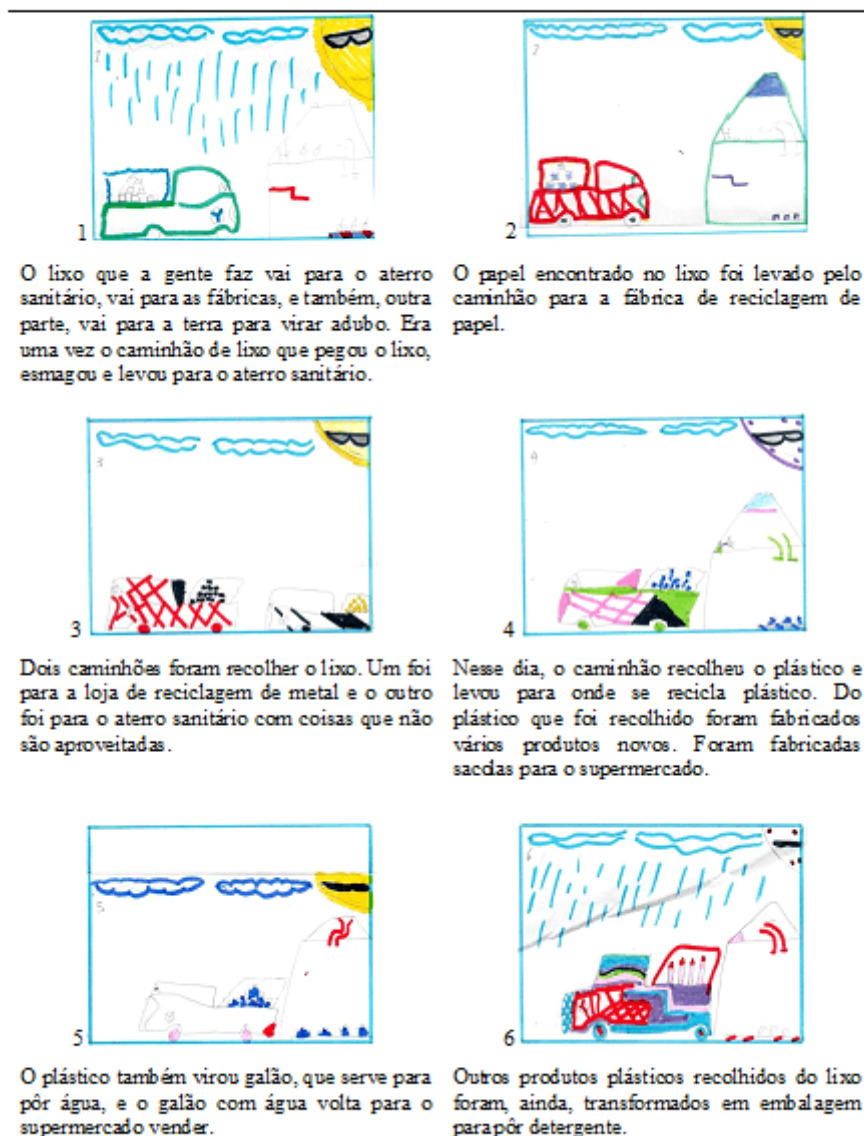 1
O lixo que a gente faz vai para o aterro
sanitário, vai para as fábricas, e também, outra
parte, vai para a terra para virar adubo. Era
uma vez o caminhão de lixo que pegou o lixo,
esmagou e levou para o aterro sanitário.
2
O papel encontrado no lixo foi levado pelo
caminhão para a fábrica de reciclagem de
papel.
3
Dois caminhões foram recolher o lixo. Um foi
para a loja de reciclagem de metal e o outro
foi para o aterro sanitário com coisas que não
são aproveitadas.
4
Nesse dia, o caminhão recolheu o plástico e
levou para onde se recicla plástico. Do
plástico que foi recolhido foram fabricados
vários produtos novos. Foram fabricadas
sacolas para o supermercado.
5
O plástico também virou galão, que serve para
pôr água, e o galão com água volta para o
supermercado vender.
6
Outros produtos plásticos recolhidos do lixo
foram, ainda, transformados em embalagem
para pôr detergente.